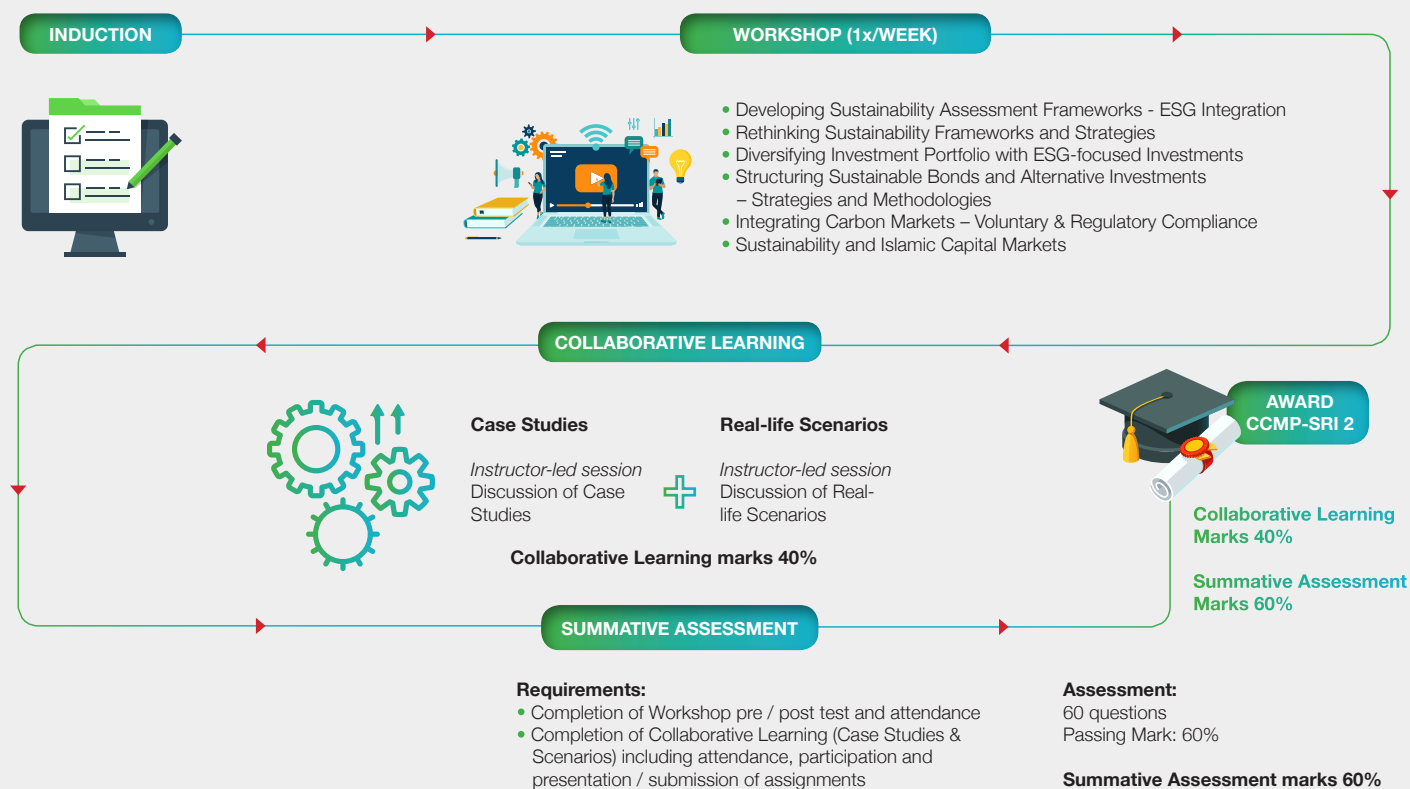 INDUCTION
WORKSHOP (1x/WEEK)
• Developing Sustainability Assessment Frameworks - ESG Integration
• Rethinking Sustainability Frameworks and Strategies
• Diversifying Investment Portfolio with ESG-focused Investments
• Structuring Sustainable Bonds and Alternative Investments
– Strategies and Methodologies
• Integrating Carbon Markets – Voluntary & Regulatory Compliance
• Sustainability and Islamic Capital Markets
COLLABORATIVE LEARNING
Case Studies
Instructor-led session
Discussion of Case
Studies
Real-life Scenarios
Instructor-led session
Discussion of Real-
life Scenarios
Collaborative Learning marks 40%
SUMMATIVE ASSESSMENT
Requirements:
• Completion of Workshop pre / post test and attendance
• Completion of Collaborative Learning (Case Studies &
Scenarios) including attendance, participation and
presentation / submission of assignments
Assessment:
60 questions
Passing Mark: 60%
Summative Assessment marks 60%
AWARD
CCMP-SRI 2
Collaborative Learning
Marks 40%
Summative Assessment
Marks 60%